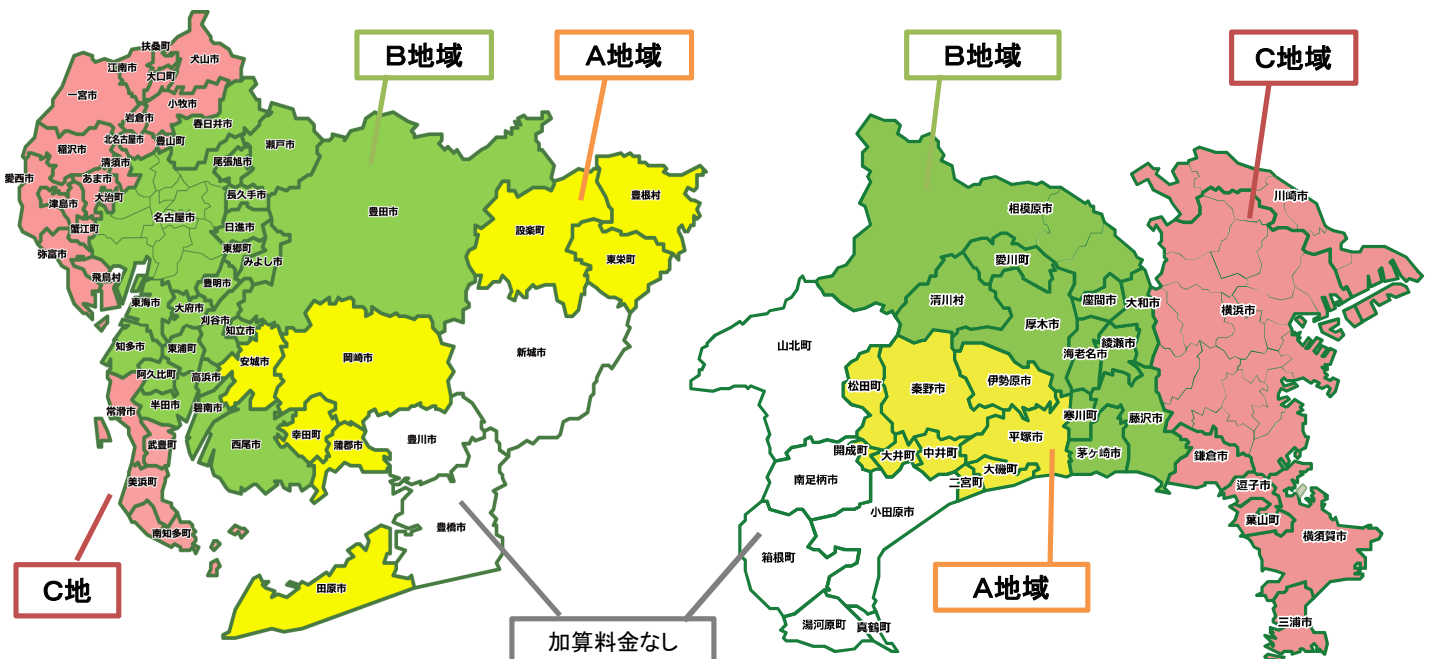 B地域
A地域
扶桑町
犬山市
江南市
大口町
一宮市
小牧市
岩倉市
春日井市
北名古屋市
豊山町
稲沢市
瀬戸市
清須市
尾張旭市
愛西市
あま市
長久手市
津島市
大治町
名古屋市
豊田市
豊根村
蟹江町
日進市
設楽町
東郷町
弥富市
みよし市
東栄町
飛島村
豊明市
東海市
大府市
刈谷市
知立市
知多市
東浦町
安城市
岡崎市
新城市
阿久比町
高浜市
常滑市
半田市
碧南市
武豊町
西尾市
幸田町
蒲郡市
豊川市
美浜町
南知多町
豊橋市
田原市
C地
加算料金なし
B地域
C地域
川崎市
相模原市
愛川町
清川村
座間市
大和市
横浜市
厚木市
山北町
綾瀬市
海老名市
松田町
秦野市
伊勢原市
寒川町
藤沢市
平塚市
開成町
大井町
中井町
茅ヶ崎市
鎌倉市
大磯町
南足柄市
二宮町
逗子市
小田原市
葉山町
横須賀市
箱根町
A地域
湯河原町
真鶴町
三浦市